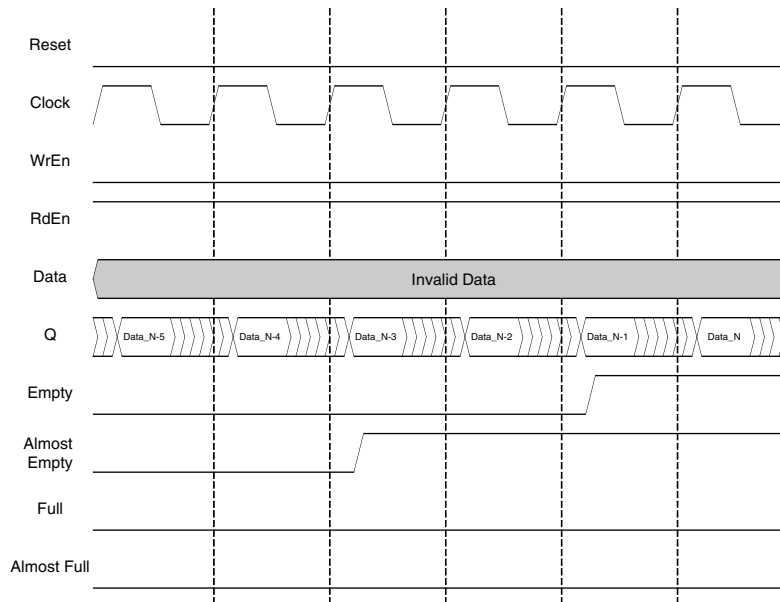 Reset
Clock
WrEn
RdEn
Data
Invalid Data
Q
Data_N-5
Data_N-4
Data_N-3
Data_N-2
Data_N-1
Data_N
Empty
Almost
Empty
Full
Almost Full